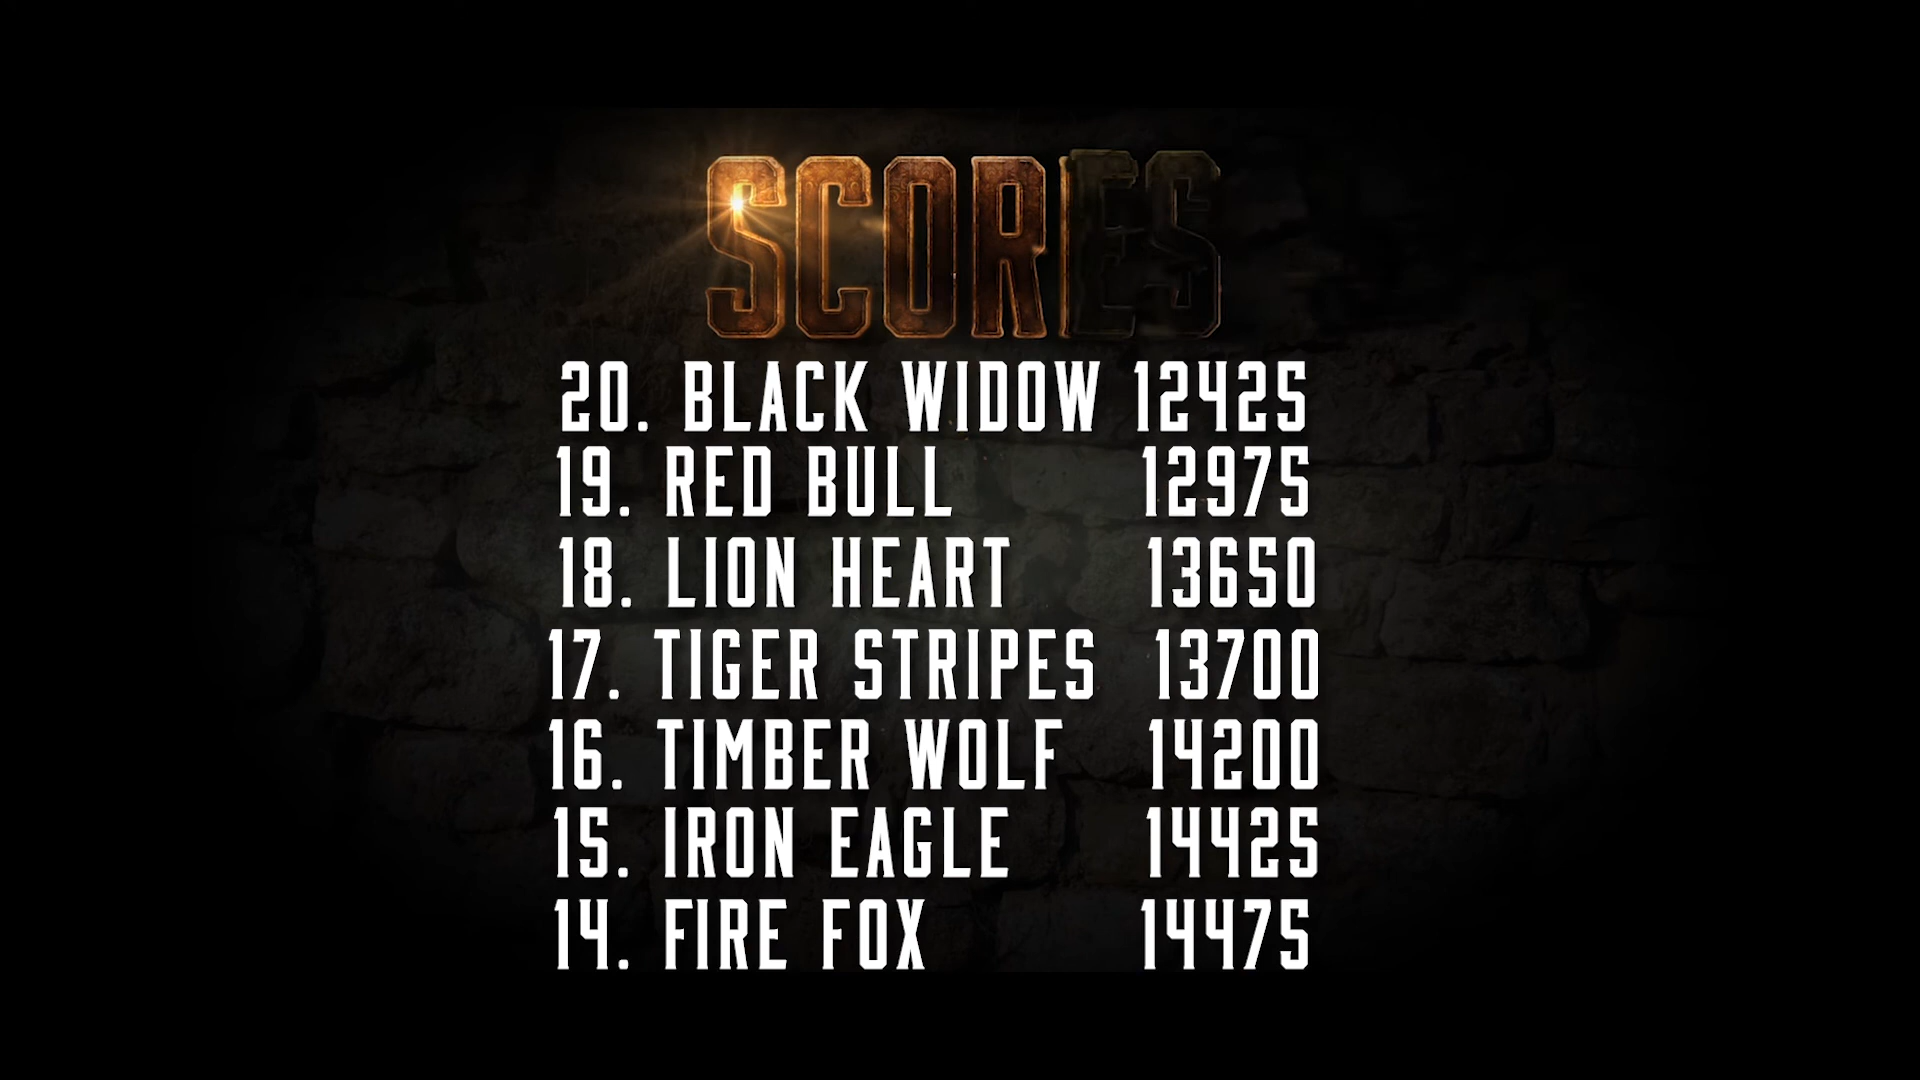 SCORES
20. BLACK WIDOW 12425
19. RED BULL 12975
18. LION HEART 13650
17. TIGER STRIPES 13700
16. TIMBER WOLF 14200
15. IRON EAGLE 14425
14. FIRE FOX 14475